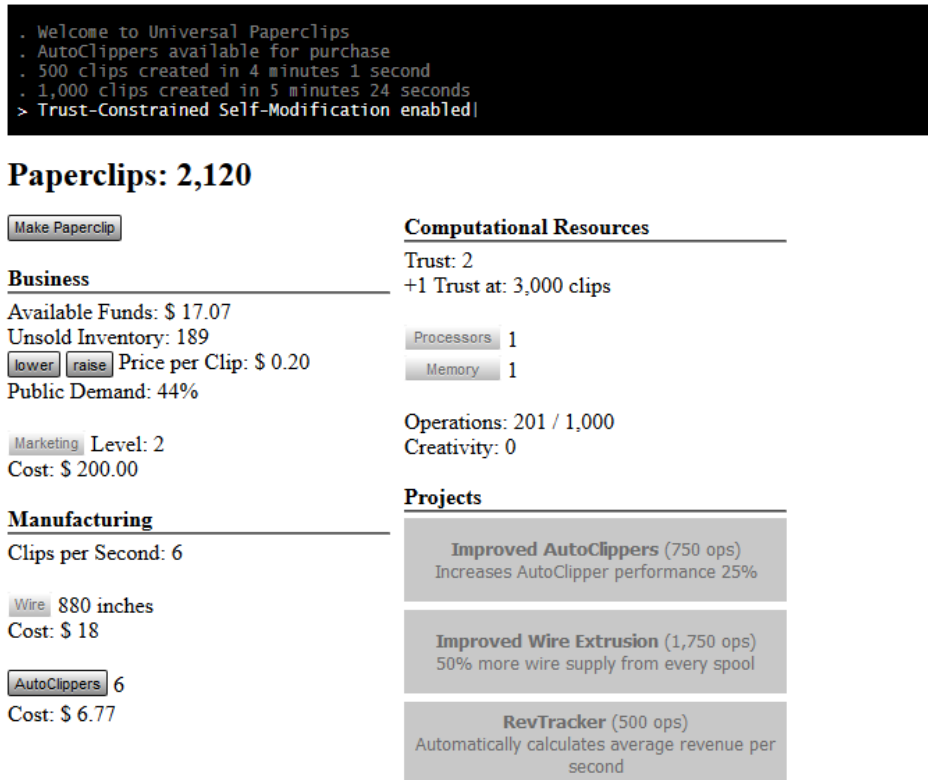 . Welcome to Universal Paperclips
. AutoClippers available for purchase
. 500 clips created in 4 minutes 1 second
. 1,000 clips created in 5 minutes 24 seconds
> Trust-Constrained Self-Modification enabled|
Paperclips: 2,120
Make Paperclip
Business
Available Funds: $ 17.07
Unsold Inventory: 189
lower raise Price per Clip: $ 0.20
Public Demand: 44%
Marketing Level: 2
Cost: $ 200.00
Manufacturing
Clips per Second: 6
Wire 880 inches
Cost: $ 18
AutoClippers 6
Cost: $ 6.77
Computational Resources
Trust: 2
+1 Trust at: 3,000 clips
Processors 1
Memory 1
Operations: 201 / 1,000
Creativity: 0
Projects
Improved AutoClippers (750 ops)
Increases AutoClipper performance 25%
Improved Wire Extrusion (1,750 ops)
50% more wire supply from every spool
RevTracker (500 ops)
Automatically calculates average revenue per
second